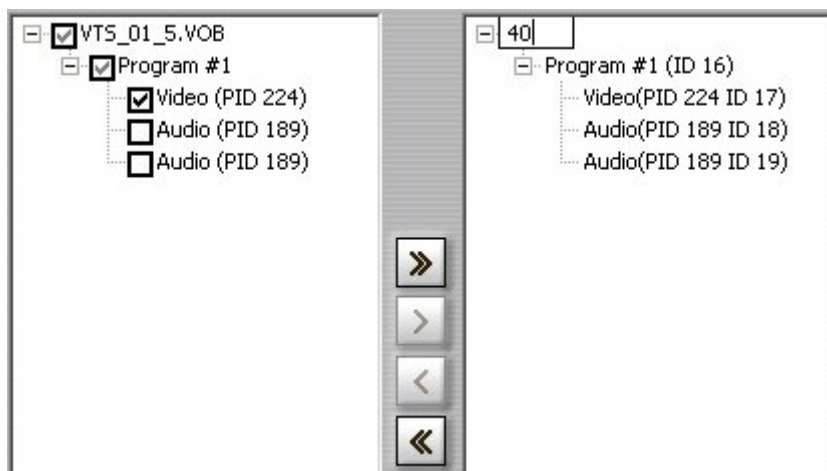 VTS_01_5.VOB
Program #1
Video (PID 224)
Audio (PID 189)
Audio (PID 189)
40
Program #1 (ID 16)
Video(PID 224 ID 17)
Audio(PID 189 ID 18)
Audio(PID 189 ID 19)